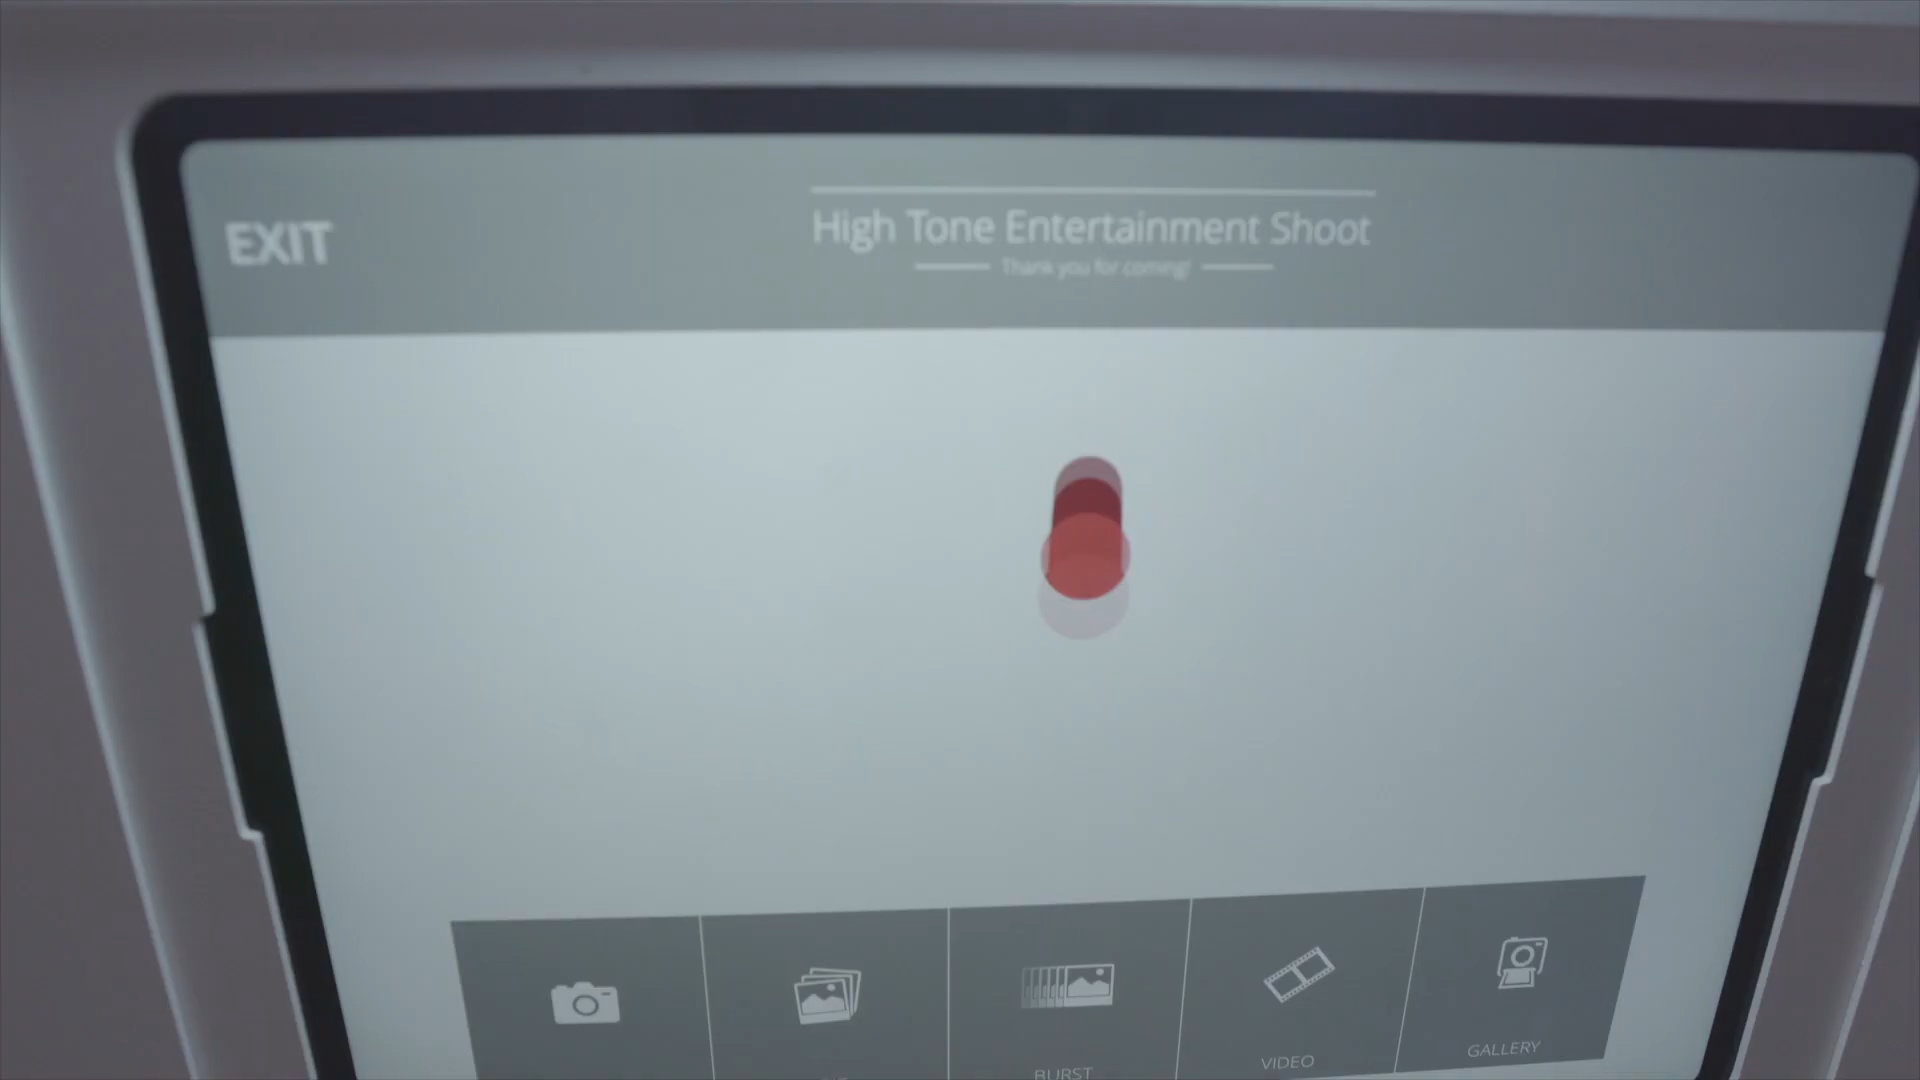 EXIT
High Tone Entertainment Shoot
Thank you for coming!
BURST
VIDEO
GALLERY